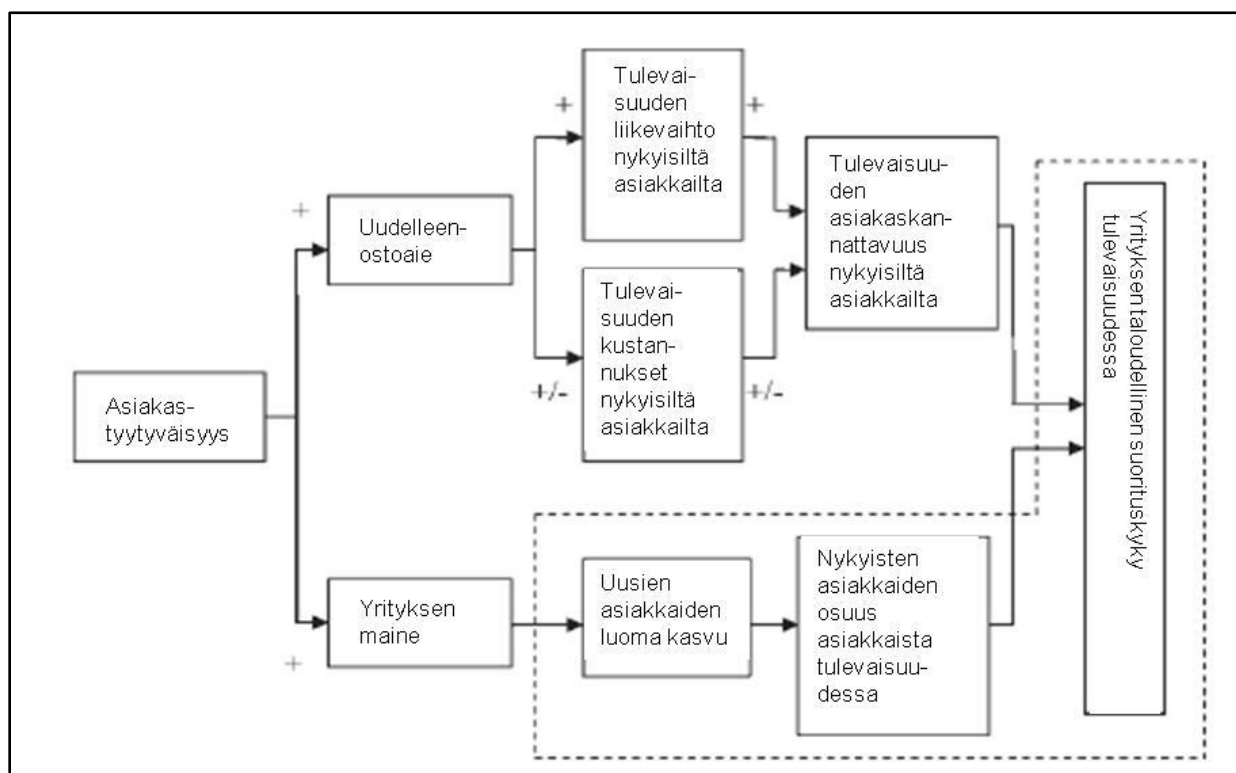 Tulevai-
suuden
liikevaihto
nykyisiltä
asiakkailta
+
+
Tulevaisuu-
den
asiakaskan-
nattavuus
nykyisiltä
asiakkailta
+
Uudelleen-
ostoaie
Tulevai-
suuden
kustan-
nukset
nykyisiltä
asiakkailta
+/-
+/-
Yrityksen taloudellinen suorituskyky
tulevaisuudessa
Asiakas-
tyytyväisyys
Yrityksen
maine
+
Uusien
asiakkaiden
luoma kasvu
Nykyisten
asiakkaiden
osuus
asiakkaista
tulevaisuu-
dessa